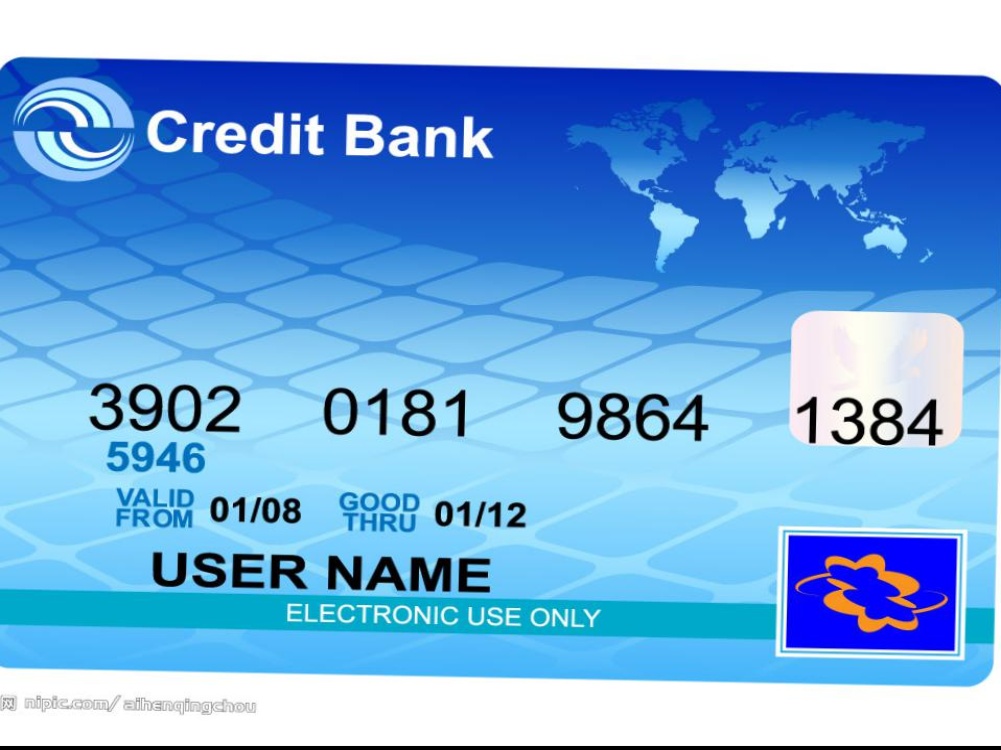 Credit Bank
3902 0181 9864 1384
5946
VALID FROM 01/08 GOOD THRU 01/12
USER NAME
ELECTRONIC USE ONLY
网 nipic.com/aihenqingchou